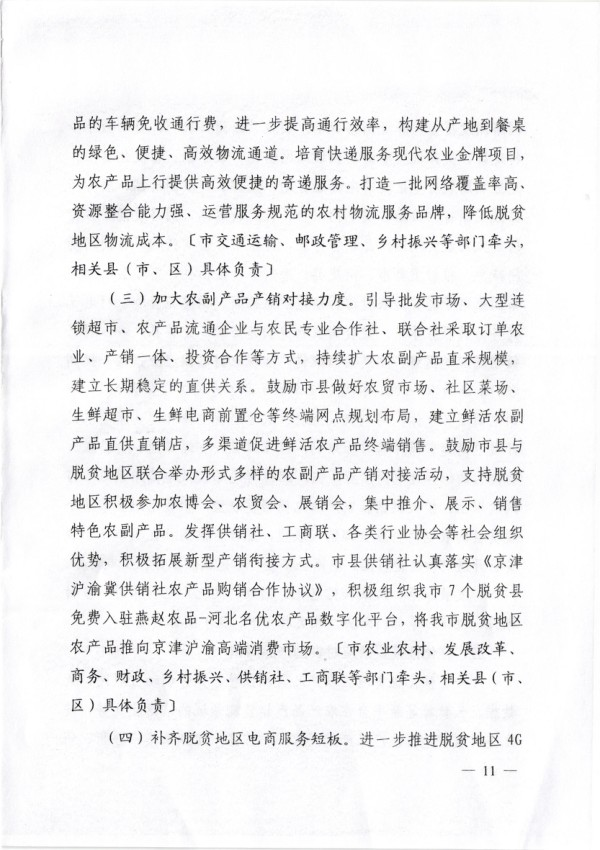 品的车辆免收通行费，进一步提高通行效率，构建从产地到餐桌
的绿色、便捷、高效物流通道。培育快递服务现代农业金牌项目，
为农产品上行提供高效便捷的寄递服务。打造一批网络覆盖率高、
资源整合能力强、运营服务规范的农村物流服务品牌，降低脱贫
地区物流成本。〔市交通运输、邮政管理、乡村振兴等部门牵头，
相关县（市、区）具体负责〕
（三）加大农副产品产销对接力度。引导批发市场、大型连
锁超市、农产品流通企业与农民专业合作社、联合社采取订单农
业、产销一体、投资合作等方式，持续扩大农副产品直采规模，
建立长期稳定的直供关系。鼓励市县做好农贸市场、社区菜场、
生鲜超市、生鲜电商前置仓等终端网点规划布局，建立鲜活农副
产品直供直销店，多渠道促进鲜活农产品终端销售。鼓励市县与
脱贫地区联合举办形式多样的农副产品产销对接活动，支持脱贫
地区积极参加农博会、农贸会、展销会，集中推介、展示、销售
特色农副产品。发挥供销社、工商联、各类行业协会等社会组织
优势，积极拓展新型产销衔接方式。市县供销社认真落实《京津
沪渝冀供销社农产品购销合作协议》，积极组织我市7个脱贫县
免费入驻燕赵农品-河北名优农产品数字化平台，将我市脱贫地区
农产品推向京津沪渝高端消费市场。〔市农业农村、发展改革、
商务、财政、乡村振兴、供销社、工商联等部门牵头，相关县（市、
区）具体负责〕
（四）补齐脱贫地区电商服务短板。进一步推进脱贫地区4G
— 11 —